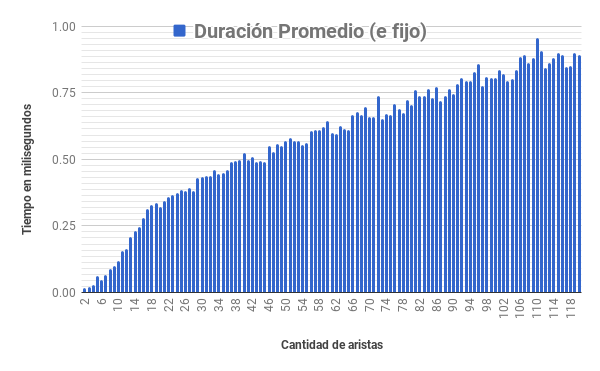 Duración Promedio (e fijo)
1.00
0.75
0.50
0.25
0.00
Tiempo en milisegundos
2 6 10 14 18 22 26 30 34 38 42 46 50 54 58 62 66 70 74 78 82 86 90 94 98 102 106 110 114 118
Cantidad de aristas